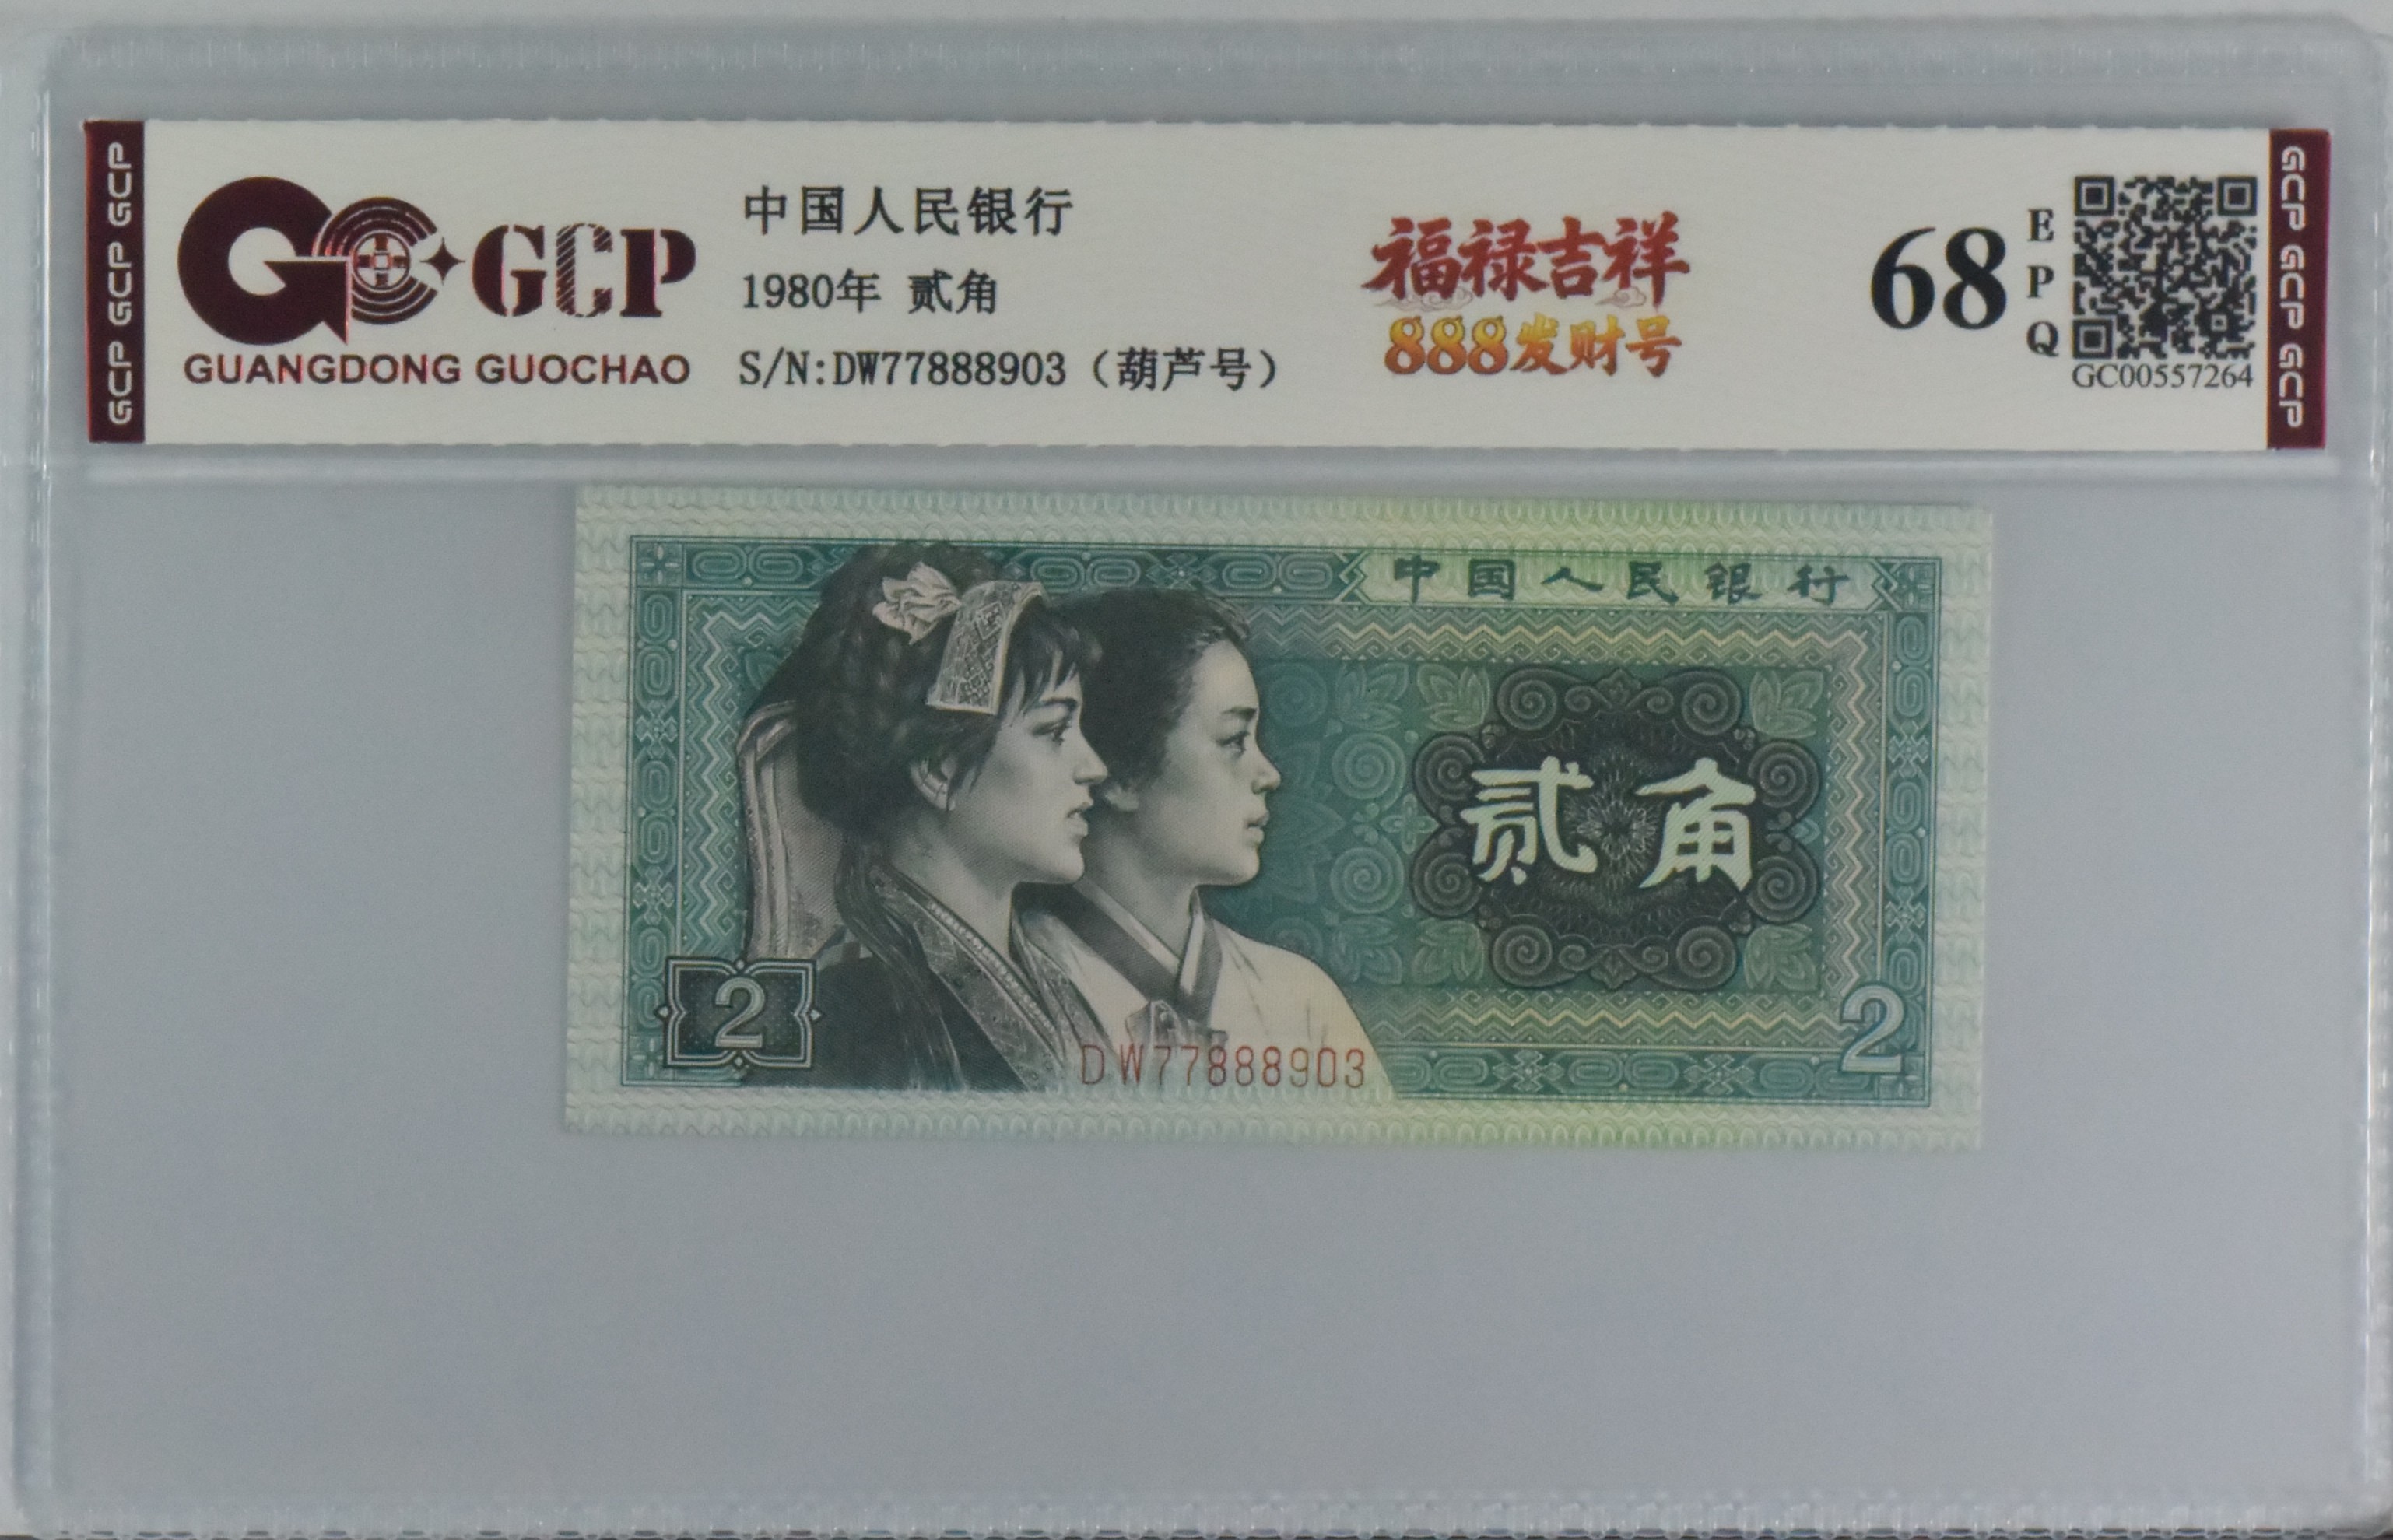 GCP GCP GCP
GCP
GUANGDONG GUOCHAO
中国人民银行
1980年 贰角
S/N:DW77888903（葫芦号）
福禄吉祥
888发财号
68
E
P
Q
GC00557264
GCP GCP GCP
中国人民银行
贰角
2
2
DW77888903